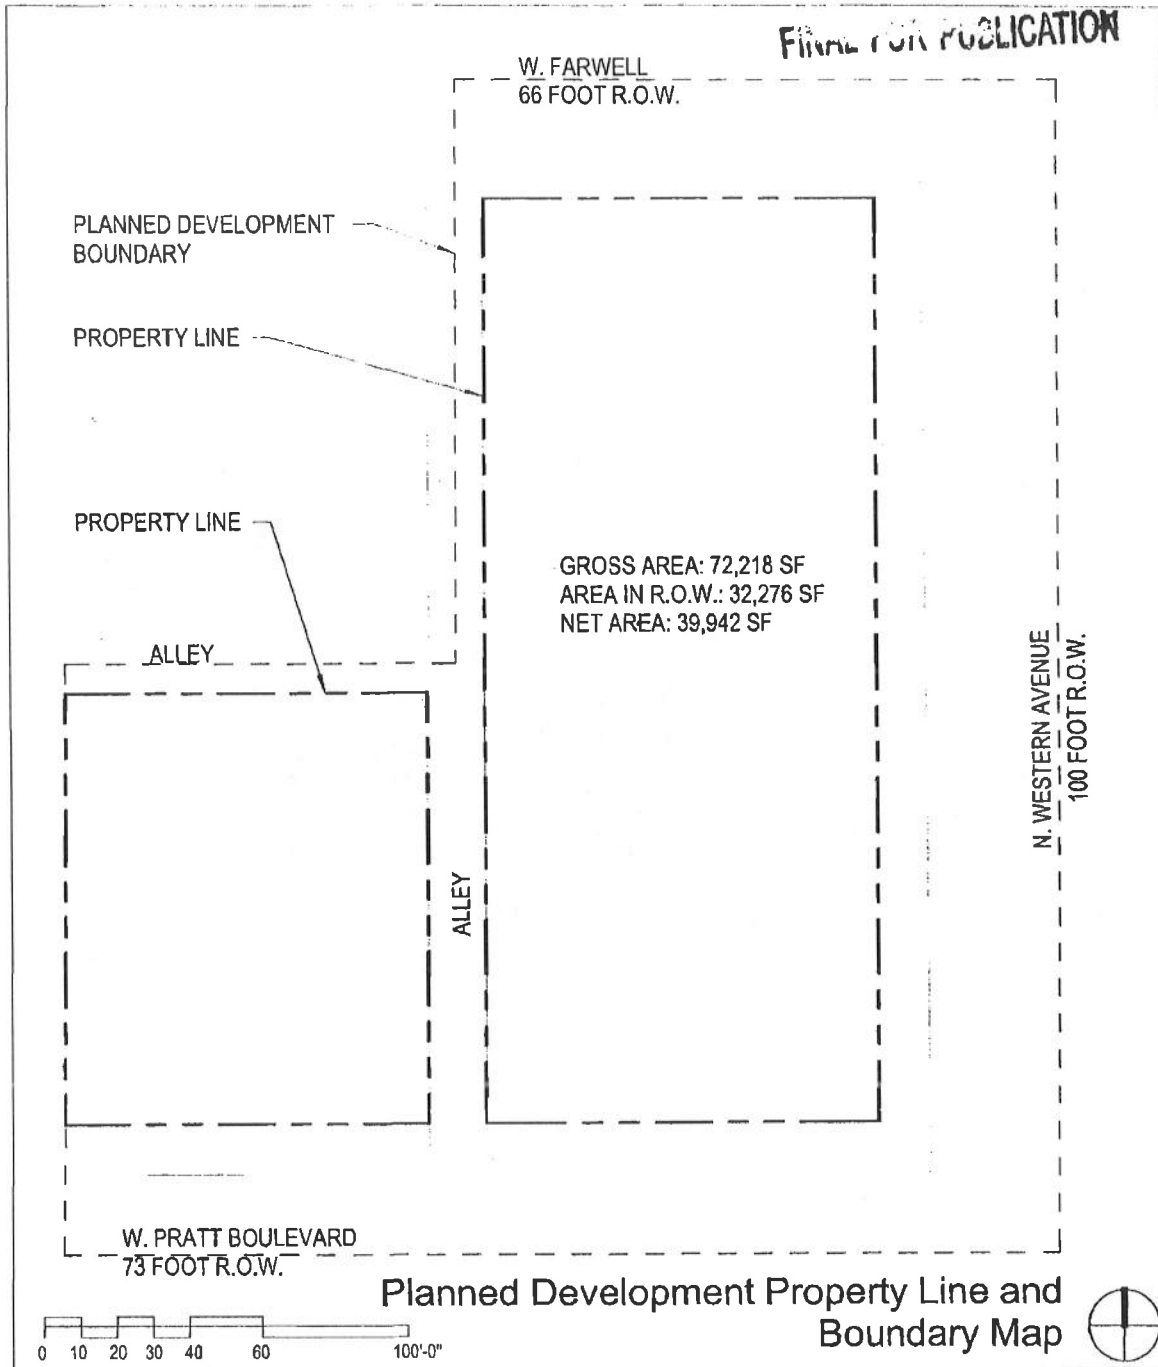 FINAL FOR PUBLICATION
W. FARWELL
66 FOOT R.O.W.
PLANNED DEVELOPMENT
BOUNDARY
PROPERTY LINE
PROPERTY LINE
GROSS AREA: 72,218 SF
AREA IN R.O.W.: 32,276 SF
NET AREA: 39,942 SF
ALLEY
N. WESTERN AVENUE
100 FOOT R.O.W.
ALLEY
W. PRATT BOULEVARD
73 FOOT R.O.W.
Planned Development Property Line and
Boundary Map
0 10 20 30 40 60 100'-0"